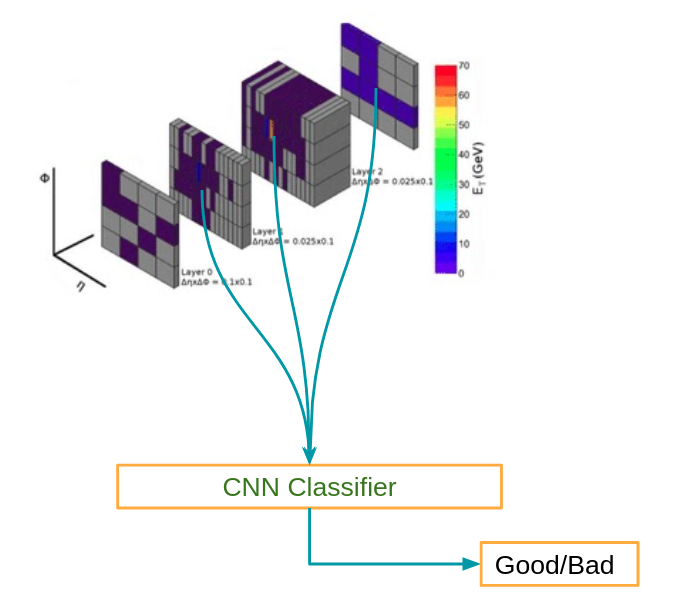 70
60
50
40
30
20
10
0
E_T (GeV)
Φ
η
Layer 2
ΔηxΔΦ = 0.025x0.1
Layer 1
ΔηxΔΦ = 0.025x0.1
Layer 0
ΔηxΔΦ = 0.1x0.1
CNN Classifier
Good/Bad